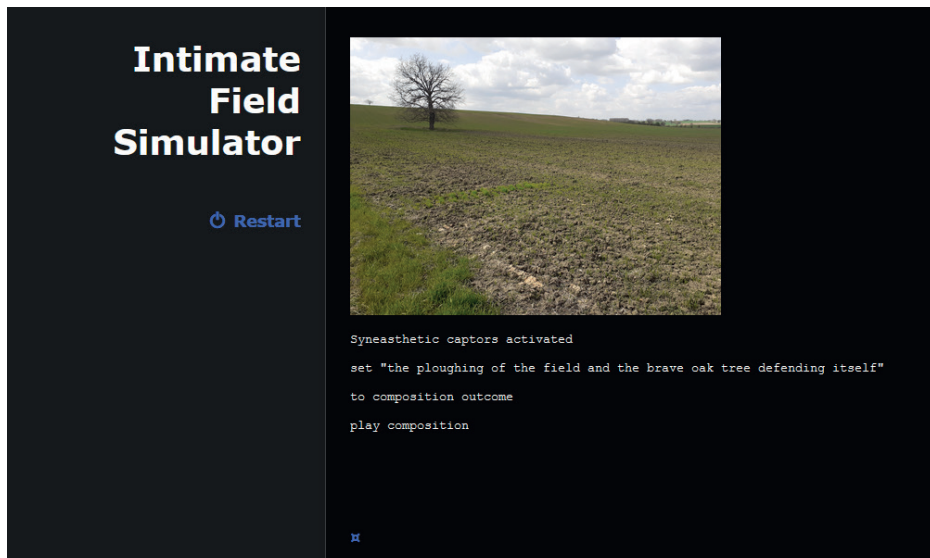 Intimate
Field
Simulator
Restart
Syneasthetic captors activated
set "the ploughing of the field and the brave oak tree defending itself"
to composition outcome
play composition
¤